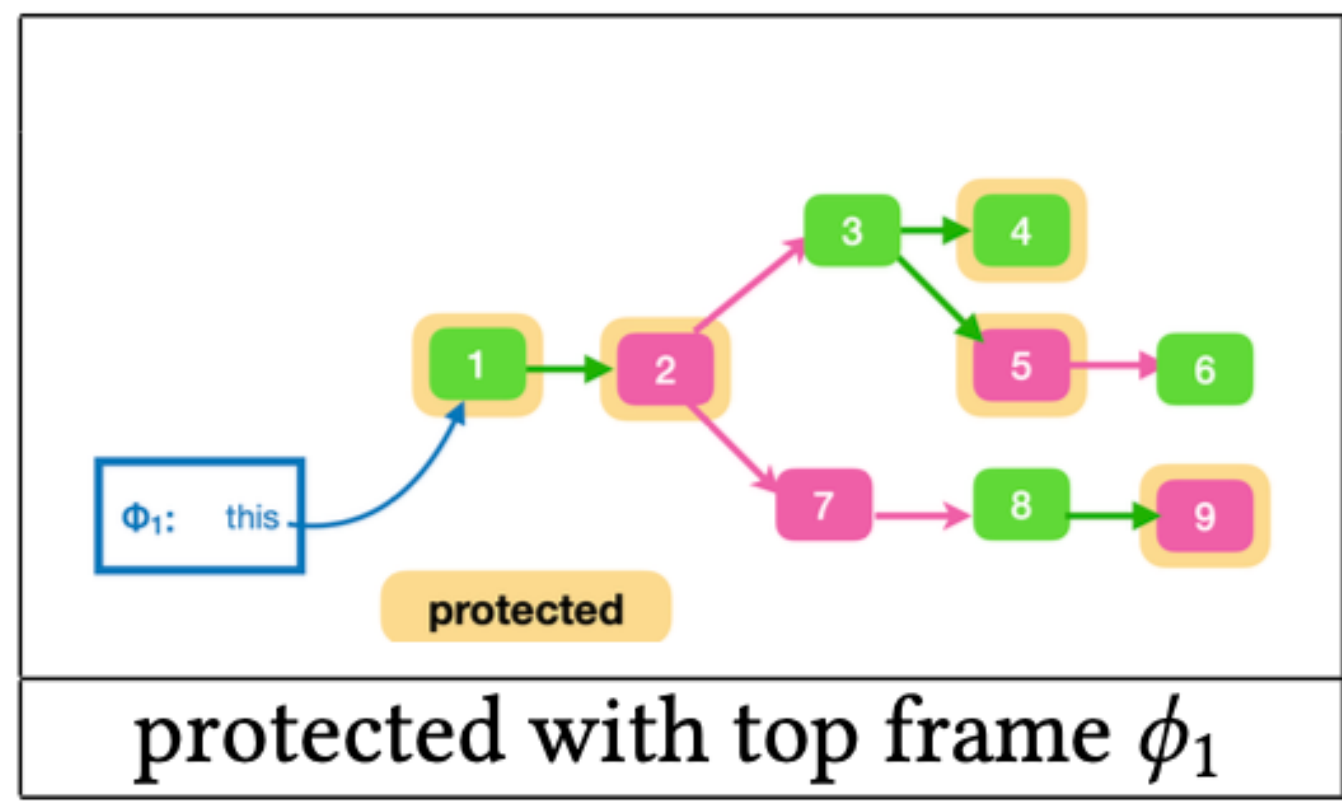 3 4
1 2 5 6
Φ₁: this 7 8 9
protected
protected with top frame ϕ₁